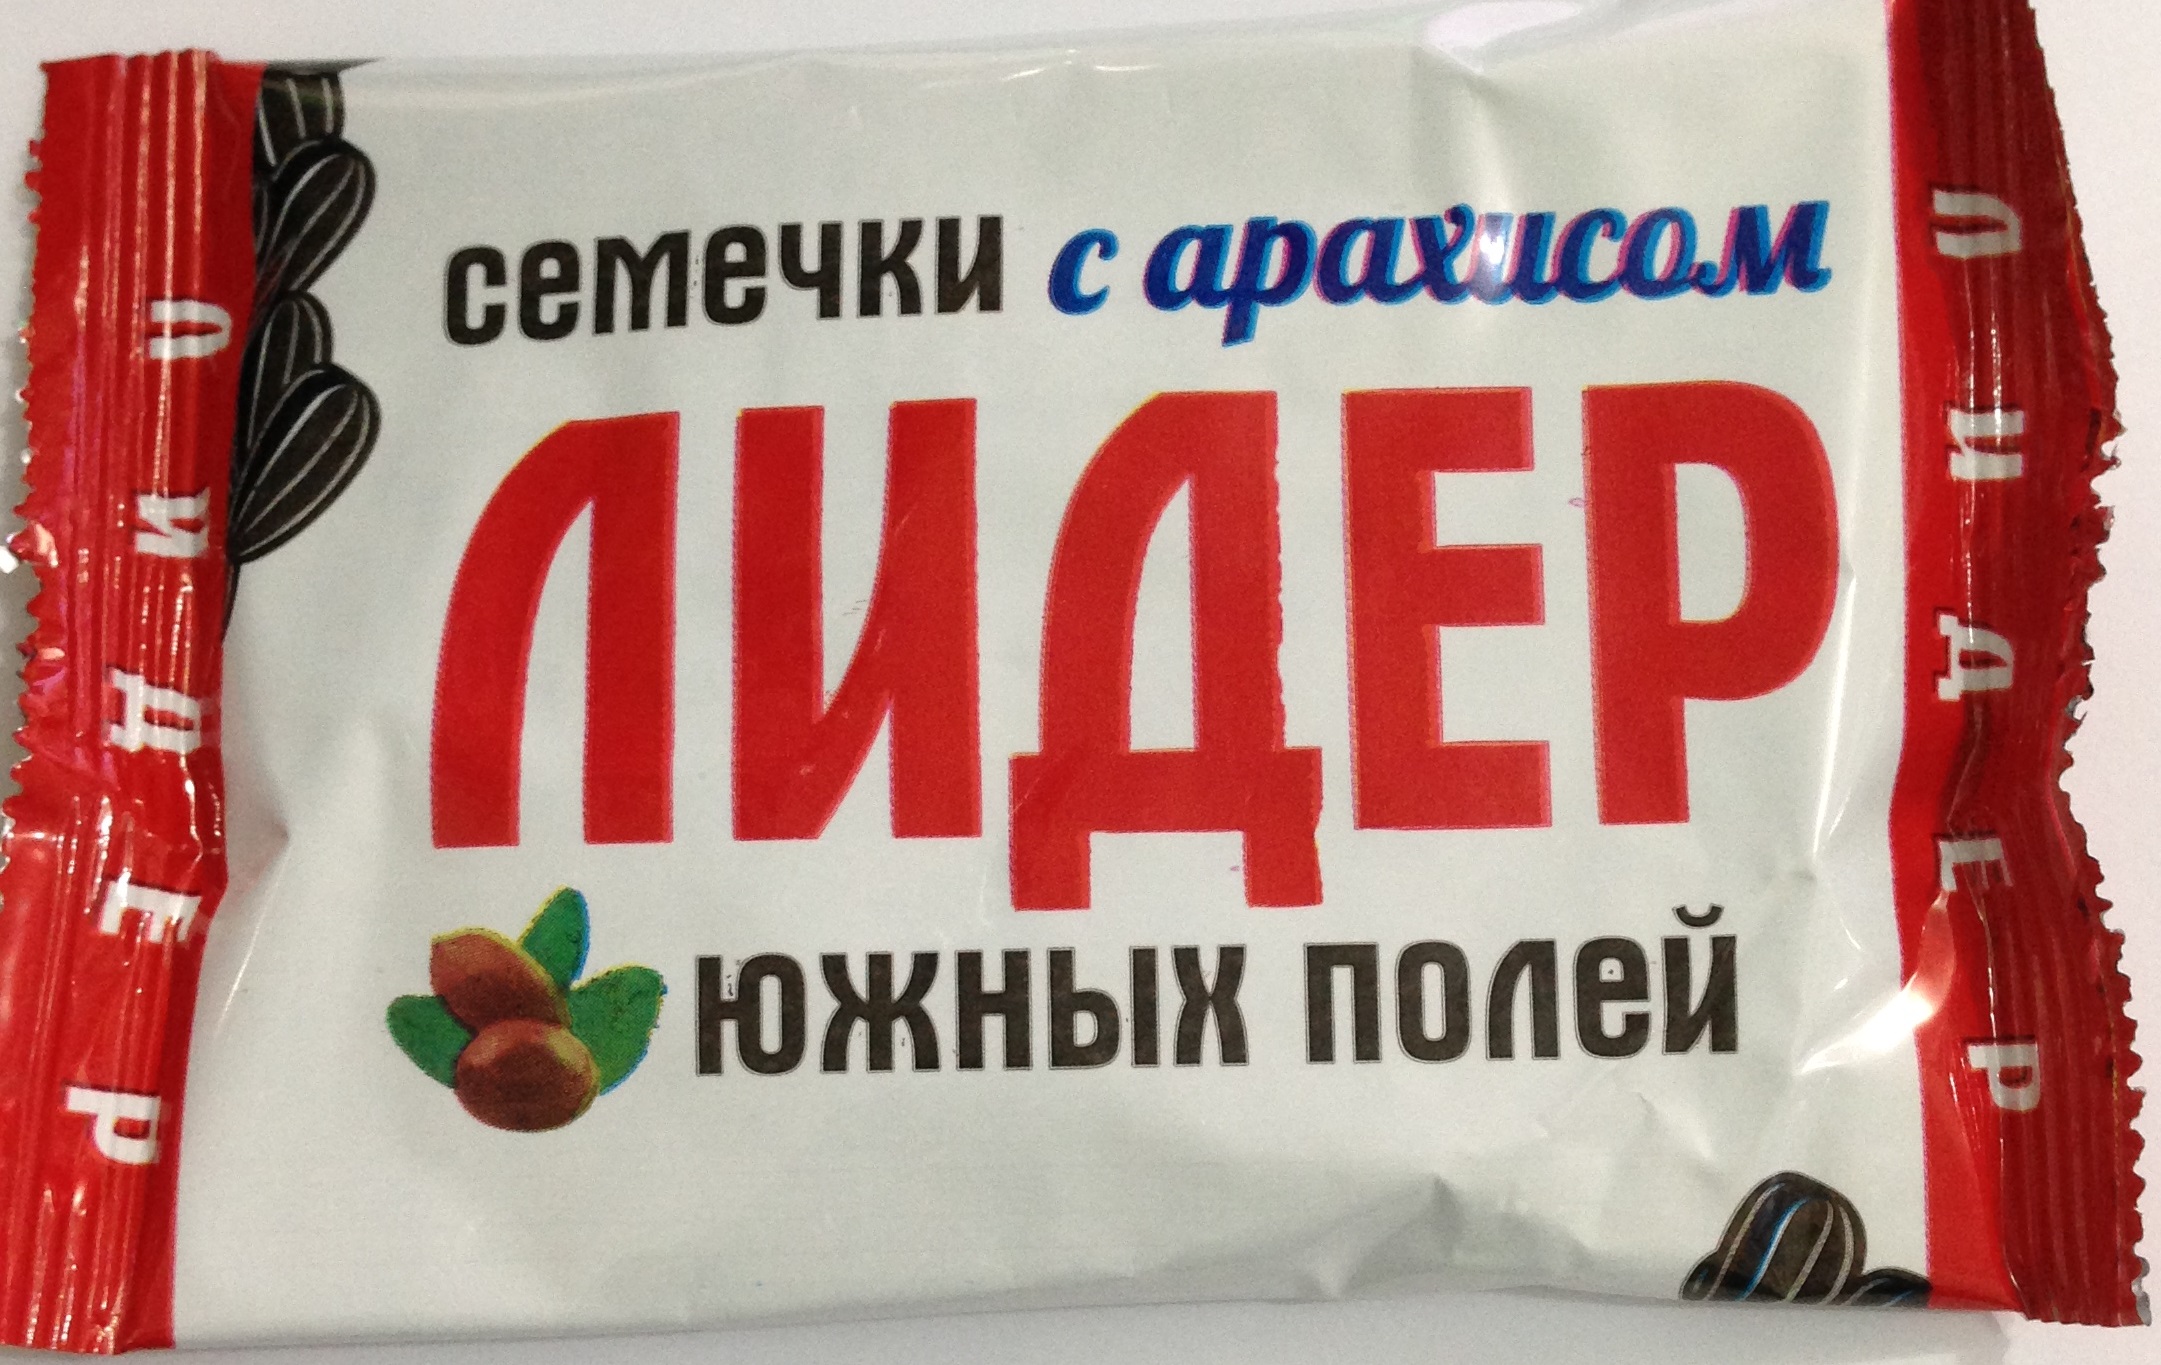 семечки с арахисом
ЛИДЕР
южных полей
ЛИДЕР
ЛИДЕР